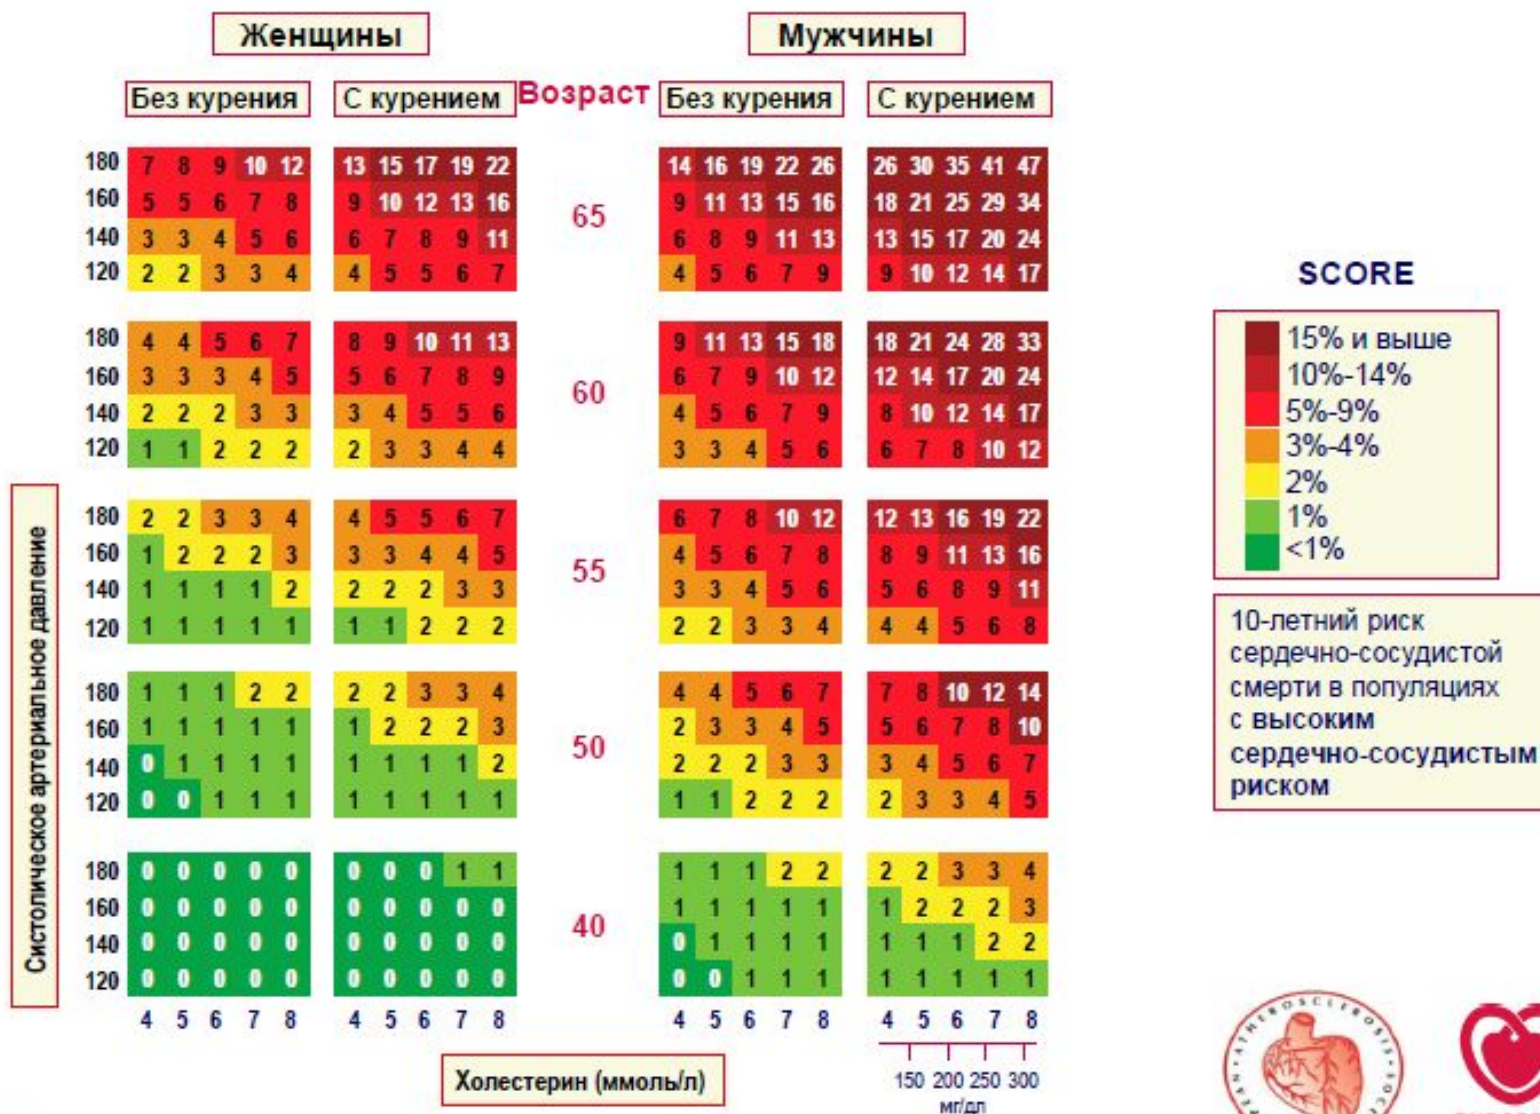 Женщины Мужчины
Без курения С курением Возраст Без курения С курением
180 7 8 9 10 12 13 15 17 19 22 14 16 19 22 26 26 30 35 41 47
160 5 5 6 7 8 9 10 12 13 16 65 9 11 13 15 16 18 21 25 29 34
140 3 3 4 5 6 6 7 8 9 11 6 8 9 11 13 13 15 17 20 24
120 2 2 3 3 4 4 5 5 6 7 4 5 6 7 9 9 10 12 14 17
180 4 4 5 6 7 8 9 10 11 13 9 11 13 15 18 18 21 24 28 33
160 3 3 3 4 5 5 6 7 8 9 60 6 7 9 10 12 12 14 17 20 24
140 2 2 2 3 3 3 4 5 5 6 4 5 6 7 9 8 10 12 14 17
120 1 1 2 2 2 2 3 3 4 4 3 3 4 5 6 6 7 8 10 12
180 2 2 3 3 4 4 5 5 6 7 6 7 8 10 12 12 13 16 19 22
160 1 2 2 2 3 3 3 4 4 5 55 4 5 6 7 8 8 9 11 13 16
140 1 1 1 1 2 2 2 2 3 3 3 3 4 5 6 5 6 8 9 11
120 1 1 1 1 1 1 1 2 2 2 2 2 3 3 4 4 4 5 6 8
180 1 1 1 2 2 2 2 3 3 4 4 4 5 6 7 7 8 10 12 14
160 1 1 1 1 1 1 2 2 2 3 50 2 3 3 4 5 5 6 7 8 10
140 0 1 1 1 1 1 1 1 1 2 2 2 2 3 3 3 4 5 6 7
120 0 0 1 1 1 1 1 1 1 1 1 1 2 2 2 2 3 3 4 5
180 0 0 0 0 0 0 0 0 1 1 1 1 1 2 2 2 2 3 3 4
160 0 0 0 0 0 0 0 0 0 0 40 1 1 1 1 1 1 2 2 2 3
140 0 0 0 0 0 0 0 0 0 0 0 1 1 1 1 1 1 1 2 2
120 0 0 0 0 0 0 0 0 0 0 0 0 1 1 1 1 1 1 1 1
4 5 6 7 8 4 5 6 7 8 4 5 6 7 8 4 5 6 7 8
150 200 250 300
мг/дл
Холестерин (ммоль/л)
Систолическое артериальное давление
SCORE
15% и выше
10%-14%
5%-9%
3%-4%
2%
1%
<1%
10-летний риск
сердечно-сосудистой
смерти в популяциях
с высоким
сердечно-сосудистым
риском
ATHEROSCLEROSIS